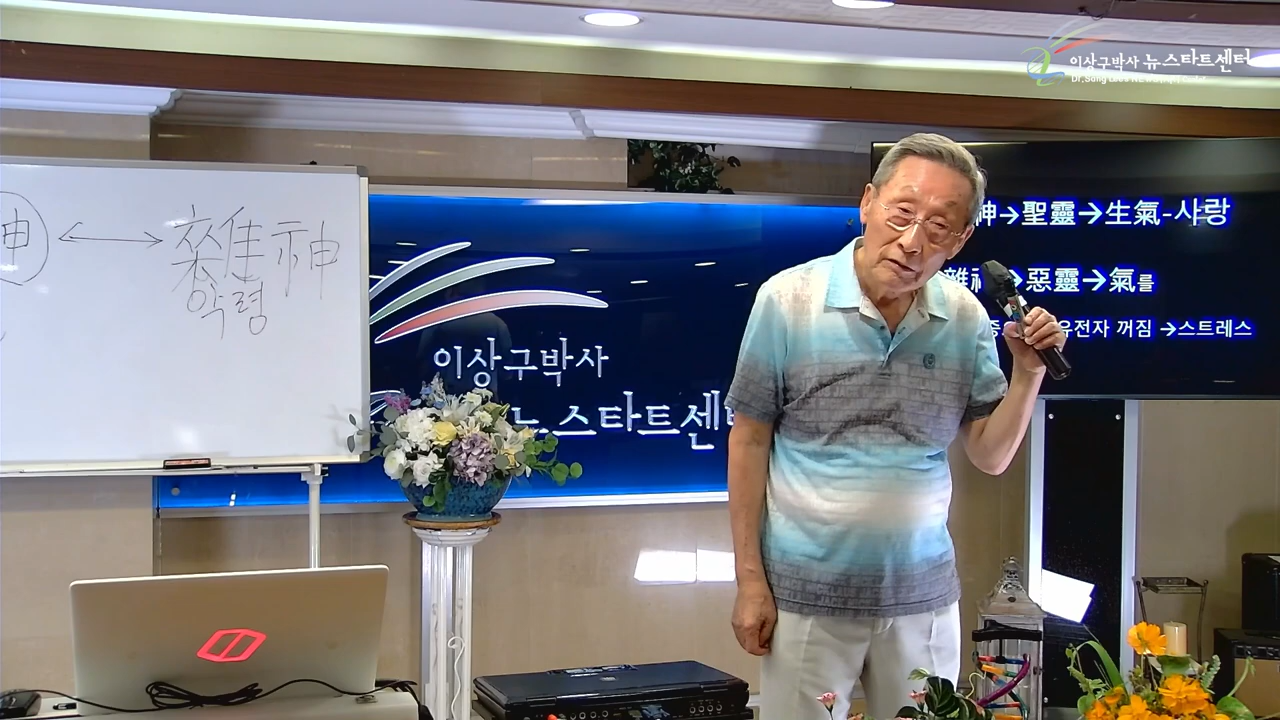 이상구박사 뉴스타트센터
神 ↔ 雜神
악령
神→聖靈→生氣-사랑
雜神→惡靈→氣를
유전자 꺼짐 →스트레스
이상구박사
뉴스타트센터